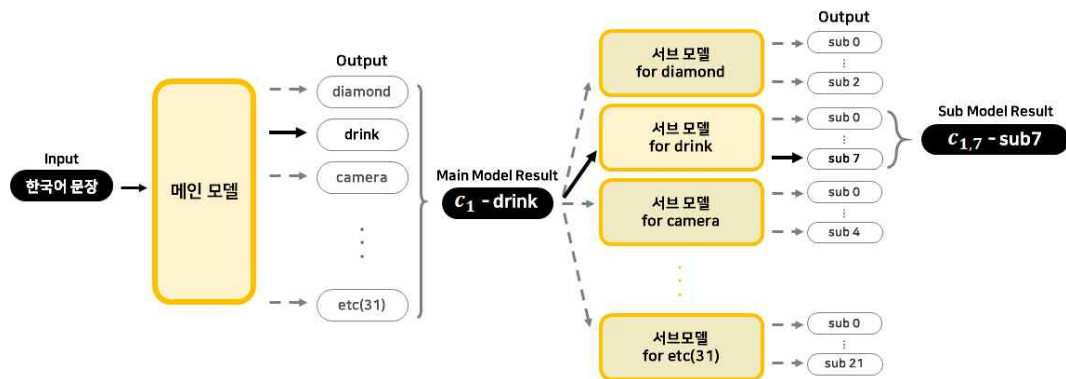 Input
한국어 문장
메인 모델
Output
diamond
drink
camera
etc(31)
Main Model Result
c₁ - drink
서브 모델
for diamond
서브 모델
for drink
서브 모델
for camera
서브모델
for etc(31)
Output
sub 0
sub 2
sub 0
sub 7
sub 0
sub 4
sub 0
sub 21
Sub Model Result
c₁,₇ - sub7